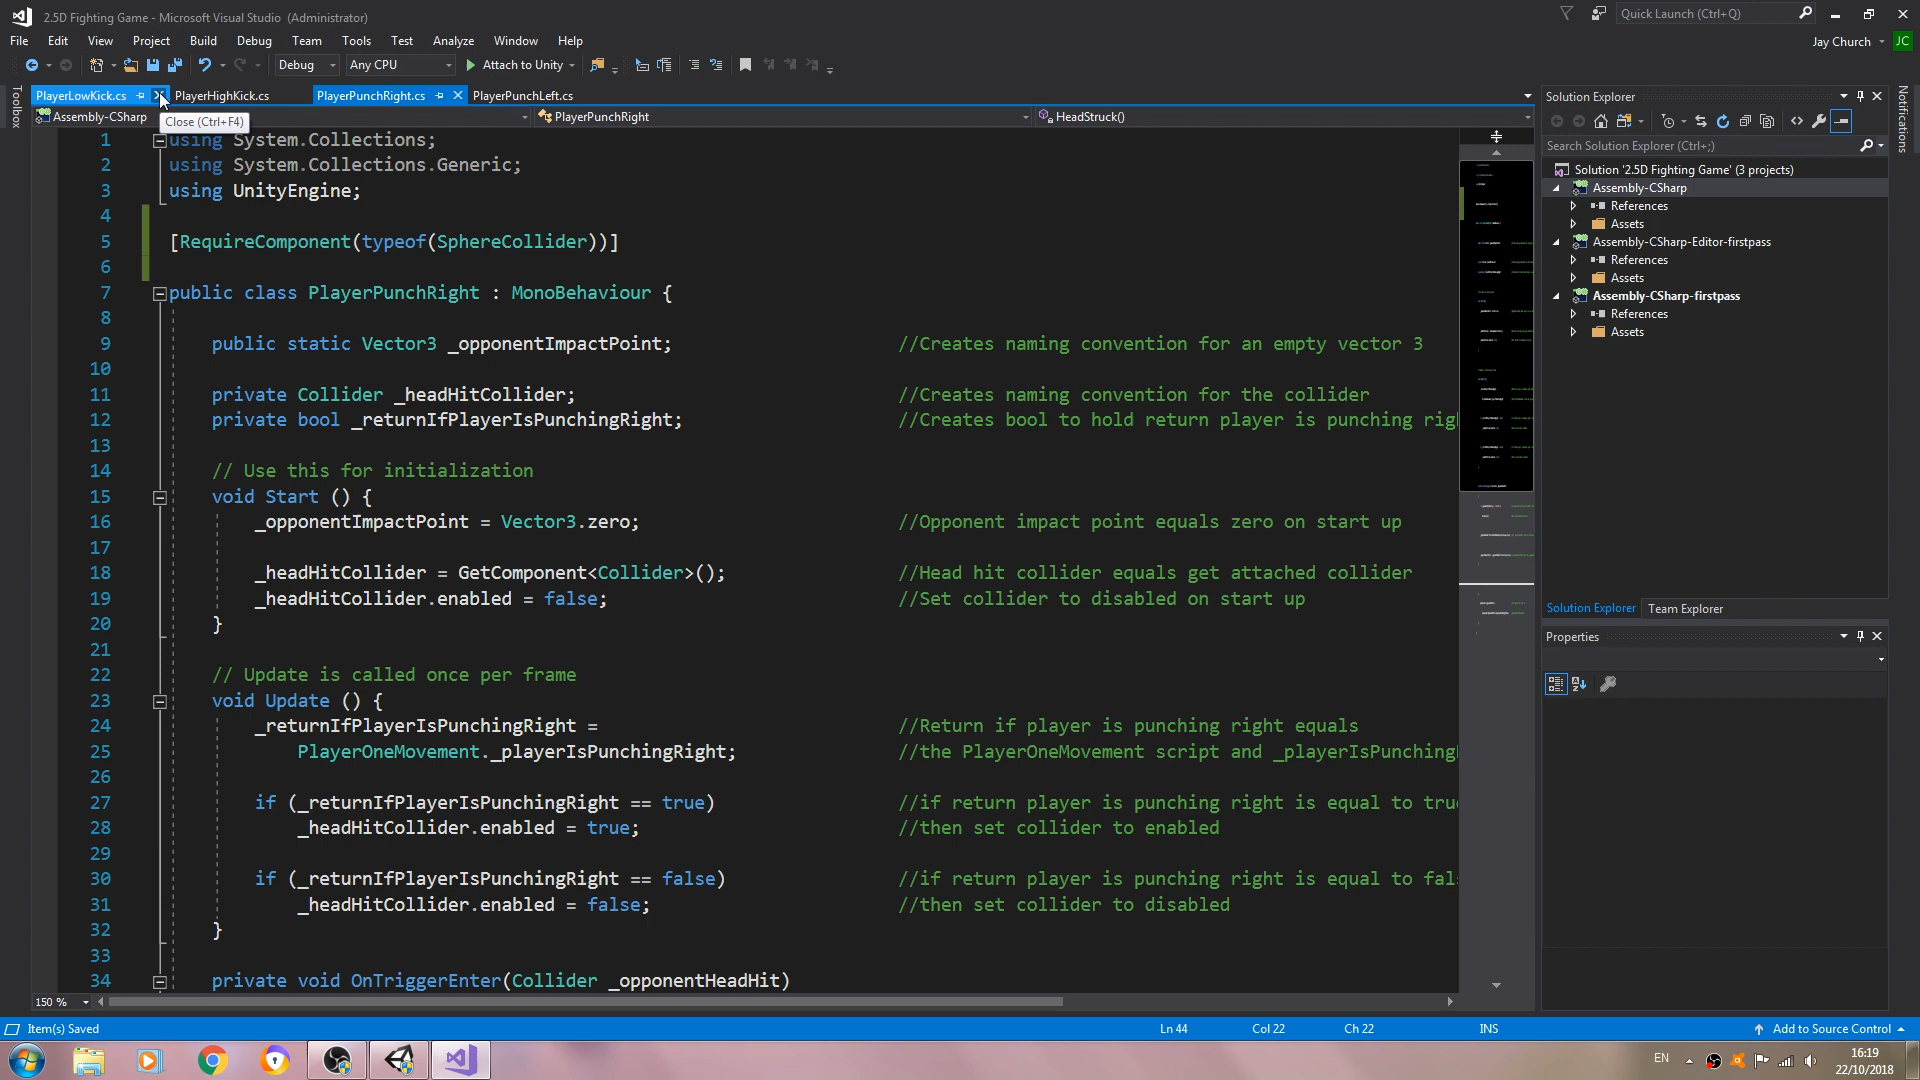 2.5D Fighting Game - Microsoft Visual Studio (Administrator)
Quick Launch (Ctrl+Q)
File Edit View Project Build Debug Team Tools Test Analyze Window Help
Jay Church JC
Debug Any CPU Attach to Unity
Toolbox
PlayerLowKick.cs PlayerHighKick.cs PlayerPunchRight.cs PlayerPunchLeft.cs
Close (Ctrl+F4)
Assembly-CSharp PlayerPunchRight HeadStruck()
1 using System.Collections;
2 using System.Collections.Generic;
3 using UnityEngine;
4
5 [RequireComponent(typeof(SphereCollider))]
6
7 public class PlayerPunchRight : MonoBehaviour {
8
9 public static Vector3 _opponentImpactPoint; //Creates naming convention for an empty vector 3
10
11 private Collider _headHitCollider; //Creates naming convention for the collider
12 private bool _returnIfPlayerIsPunchingRight; //Creates bool to hold return player is punching rig
13
14 // Use this for initialization
15 void Start () {
16 _opponentImpactPoint = Vector3.zero; //Opponent impact point equals zero on start up
17
18 _headHitCollider = GetComponent<Collider>(); //Head hit collider equals get attached collider
19 _headHitCollider.enabled = false; //Set collider to disabled on start up
20 }
21
22 // Update is called once per frame
23 void Update () {
24 _returnIfPlayerIsPunchingRight = //Return if player is punching right equals
25 PlayerOneMovement._playerIsPunchingRight; //the PlayerOneMovement script and _playerIsPunching
26
27 if (_returnIfPlayerIsPunchingRight == true) //if return player is punching right is equal to tru
28 _headHitCollider.enabled = true; //then set collider to enabled
29
30 if (_returnIfPlayerIsPunchingRight == false) //if return player is punching right is equal to fal
31 _headHitCollider.enabled = false; //then set collider to disabled
32 }
33
34 private void OnTriggerEnter(Collider _opponentHeadHit)
150 %
Solution Explorer
Search Solution Explorer (Ctrl+;)
Solution '2.5D Fighting Game' (3 projects)
Assembly-CSharp
References
Assets
Assembly-CSharp-Editor-firstpass
References
Assets
Assembly-CSharp-firstpass
References
Assets
Solution Explorer Team Explorer
Properties
Notifications
Item(s) Saved Ln 44 Col 22 Ch 22 INS Add to Source Control
EN 16:19
22/10/2018